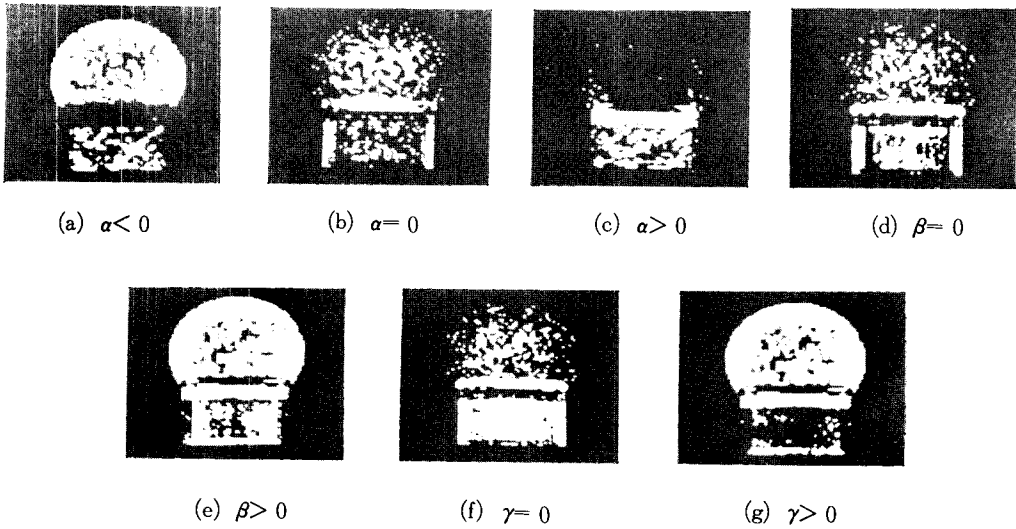 (a) α< 0
(b) α= 0
(c) α> 0
(d) β= 0
(e) β> 0
(f) γ= 0
(g) γ> 0